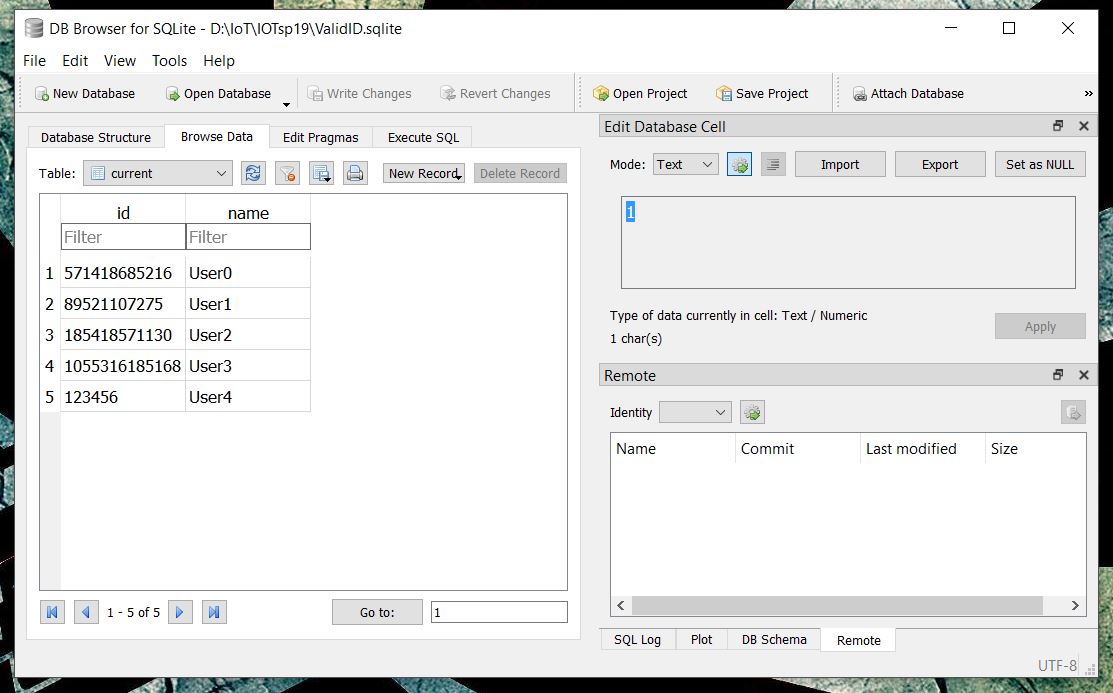 DB Browser for SQLite - D:\IoT\IOTsp19\ValidID.sqlite
File Edit View Tools Help
New Database Open Database Write Changes Revert Changes Open Project Save Project Attach Database »
Database Structure Browse Data Edit Pragmas Execute SQL
Table: current New Record Delete Record
id name
Filter Filter
1 571418685216 User0
2 89521107275 User1
3 185418571130 User2
4 1055316185168 User3
5 123456 User4
1 - 5 of 5 Go to: 1
Edit Database Cell
Mode: Text Import Export Set as NULL
1
Type of data currently in cell: Text / Numeric
1 char(s)
Apply
Remote
Identity
Name Commit Last modified Size
SQL Log Plot DB Schema Remote
UTF-8